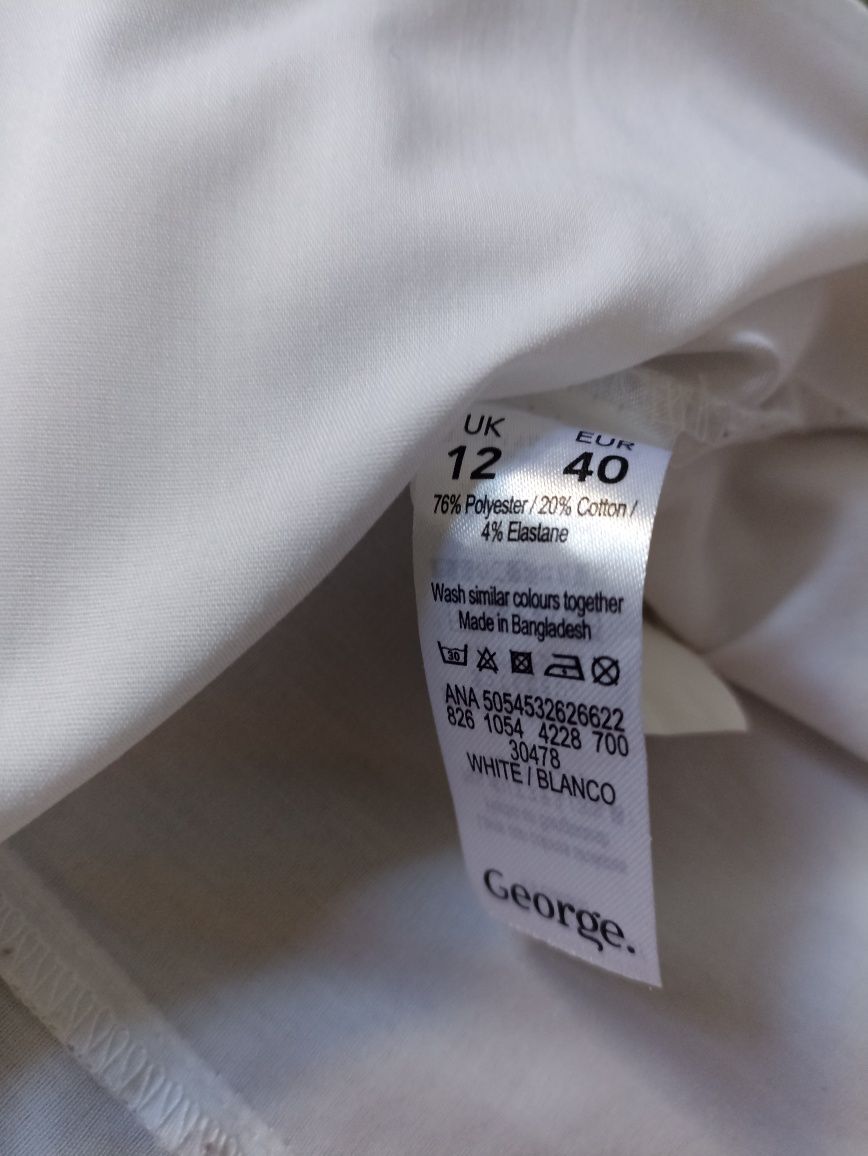 UK EUR
12 40
76% Polyester / 20% Cotton /
4% Elastane
Wash similar colours together
Made in Bangladesh
30
ANA 5054532626622
826 1054 4228 700
30478
WHITE / BLANCO
George.